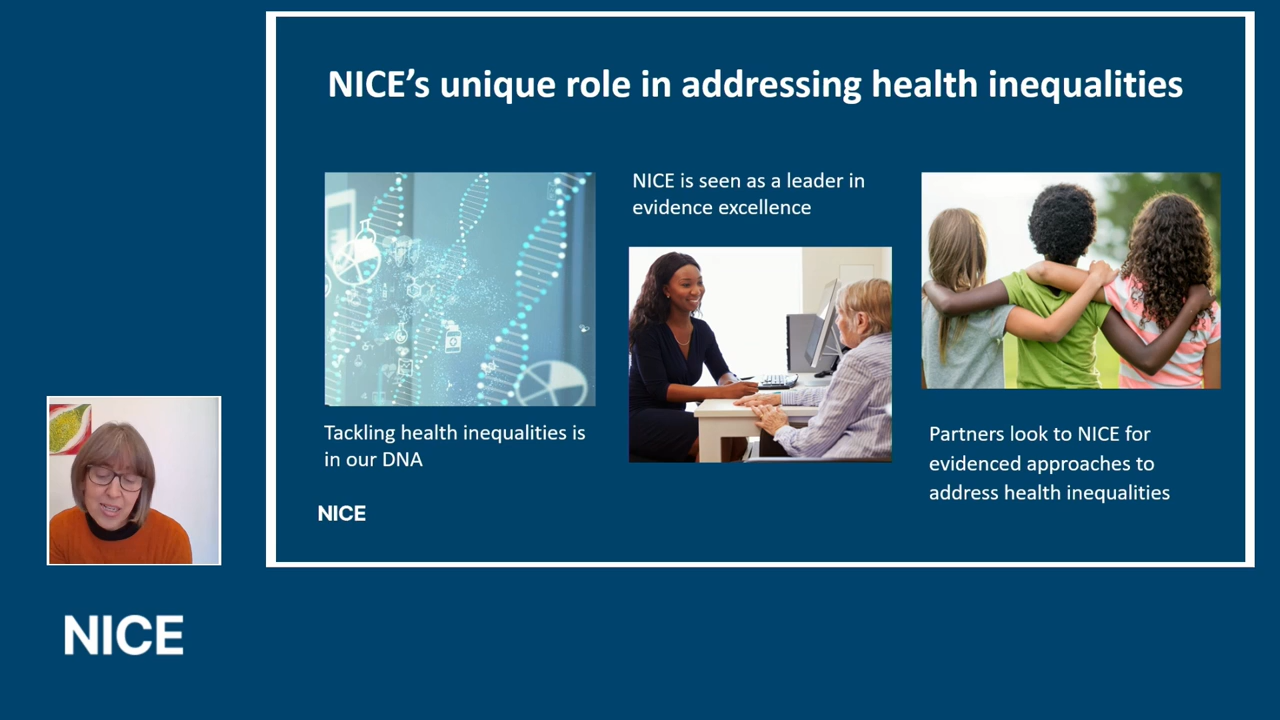 NICE’s unique role in addressing health inequalities
Tackling health inequalities is
in our DNA
NICE is seen as a leader in
evidence excellence
Partners look to NICE for
evidenced approaches to
address health inequalities
NICE
NICE